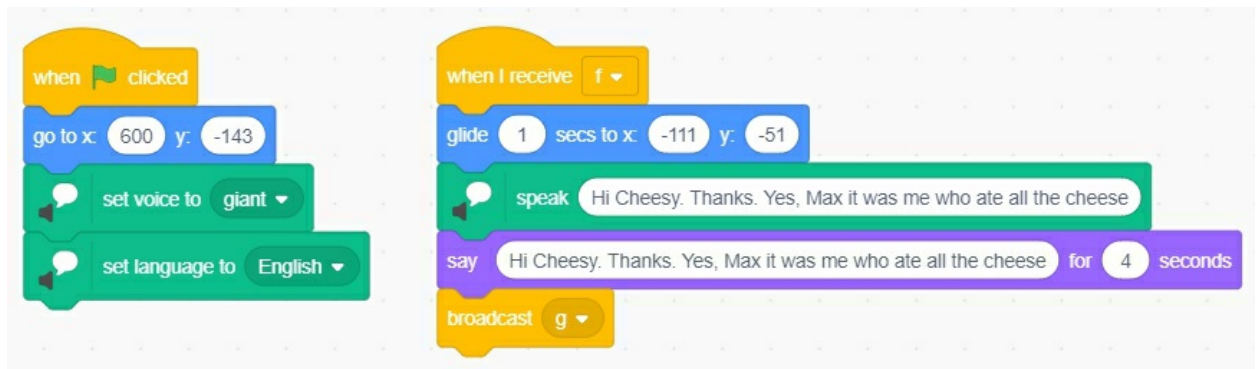 when clicked
go to x: 600 y: -143
set voice to giant
set language to English
when I receive f
glide 1 secs to x: -111 y: -51
speak Hi Cheesy. Thanks. Yes, Max it was me who ate all the cheese
say Hi Cheesy. Thanks. Yes, Max it was me who ate all the cheese for 4 seconds
broadcast g